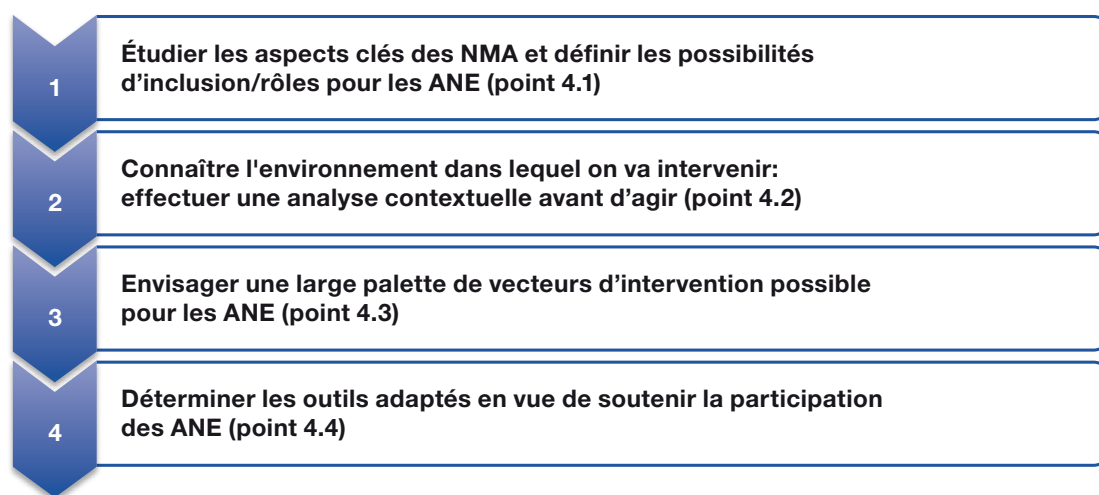 1
Étudier les aspects clés des NMA et définir les possibilités
d’inclusion/rôles pour les ANE (point 4.1)
2
Connaître l'environnement dans lequel on va intervenir:
effectuer une analyse contextuelle avant d’agir (point 4.2)
3
Envisager une large palette de vecteurs d’intervention possible
pour les ANE (point 4.3)
4
Déterminer les outils adaptés en vue de soutenir la participation
des ANE (point 4.4)